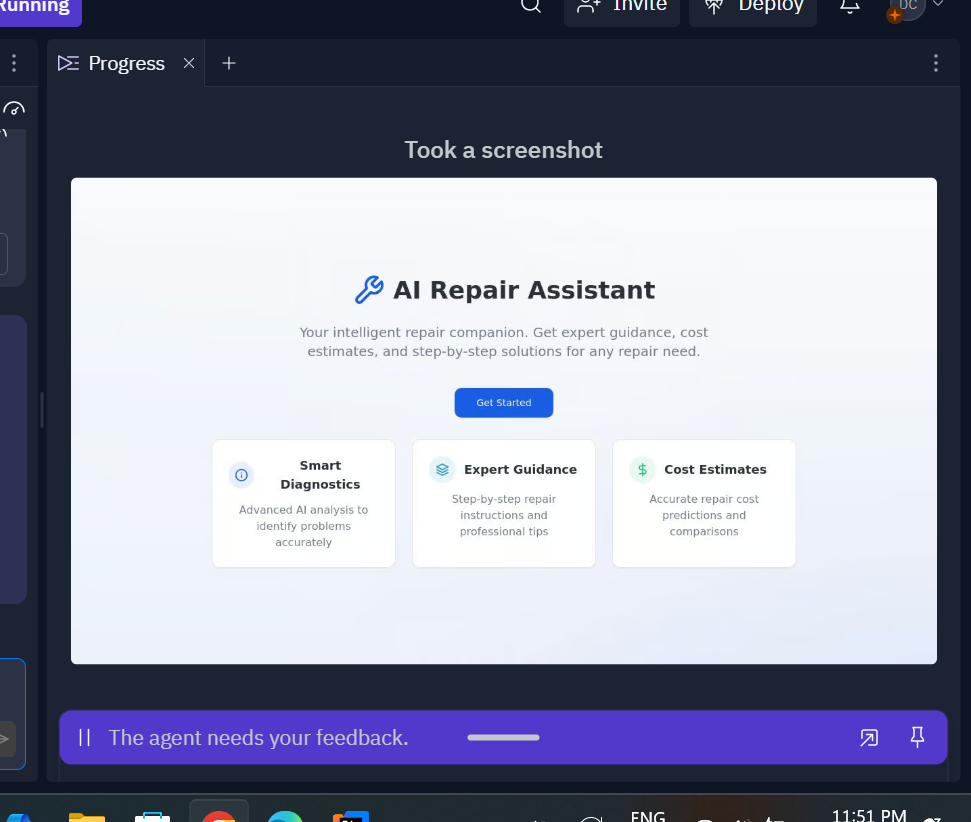 Running
Invite
Deploy
DC
Progress
Took a screenshot
AI Repair Assistant
Your intelligent repair companion. Get expert guidance, cost
estimates, and step-by-step solutions for any repair need.
Get Started
Smart
Diagnostics
Advanced AI analysis to
identify problems
accurately
Expert Guidance
Step-by-step repair
instructions and
professional tips
Cost Estimates
Accurate repair cost
predictions and
comparisons
The agent needs your feedback.
ENG
11:51 PM